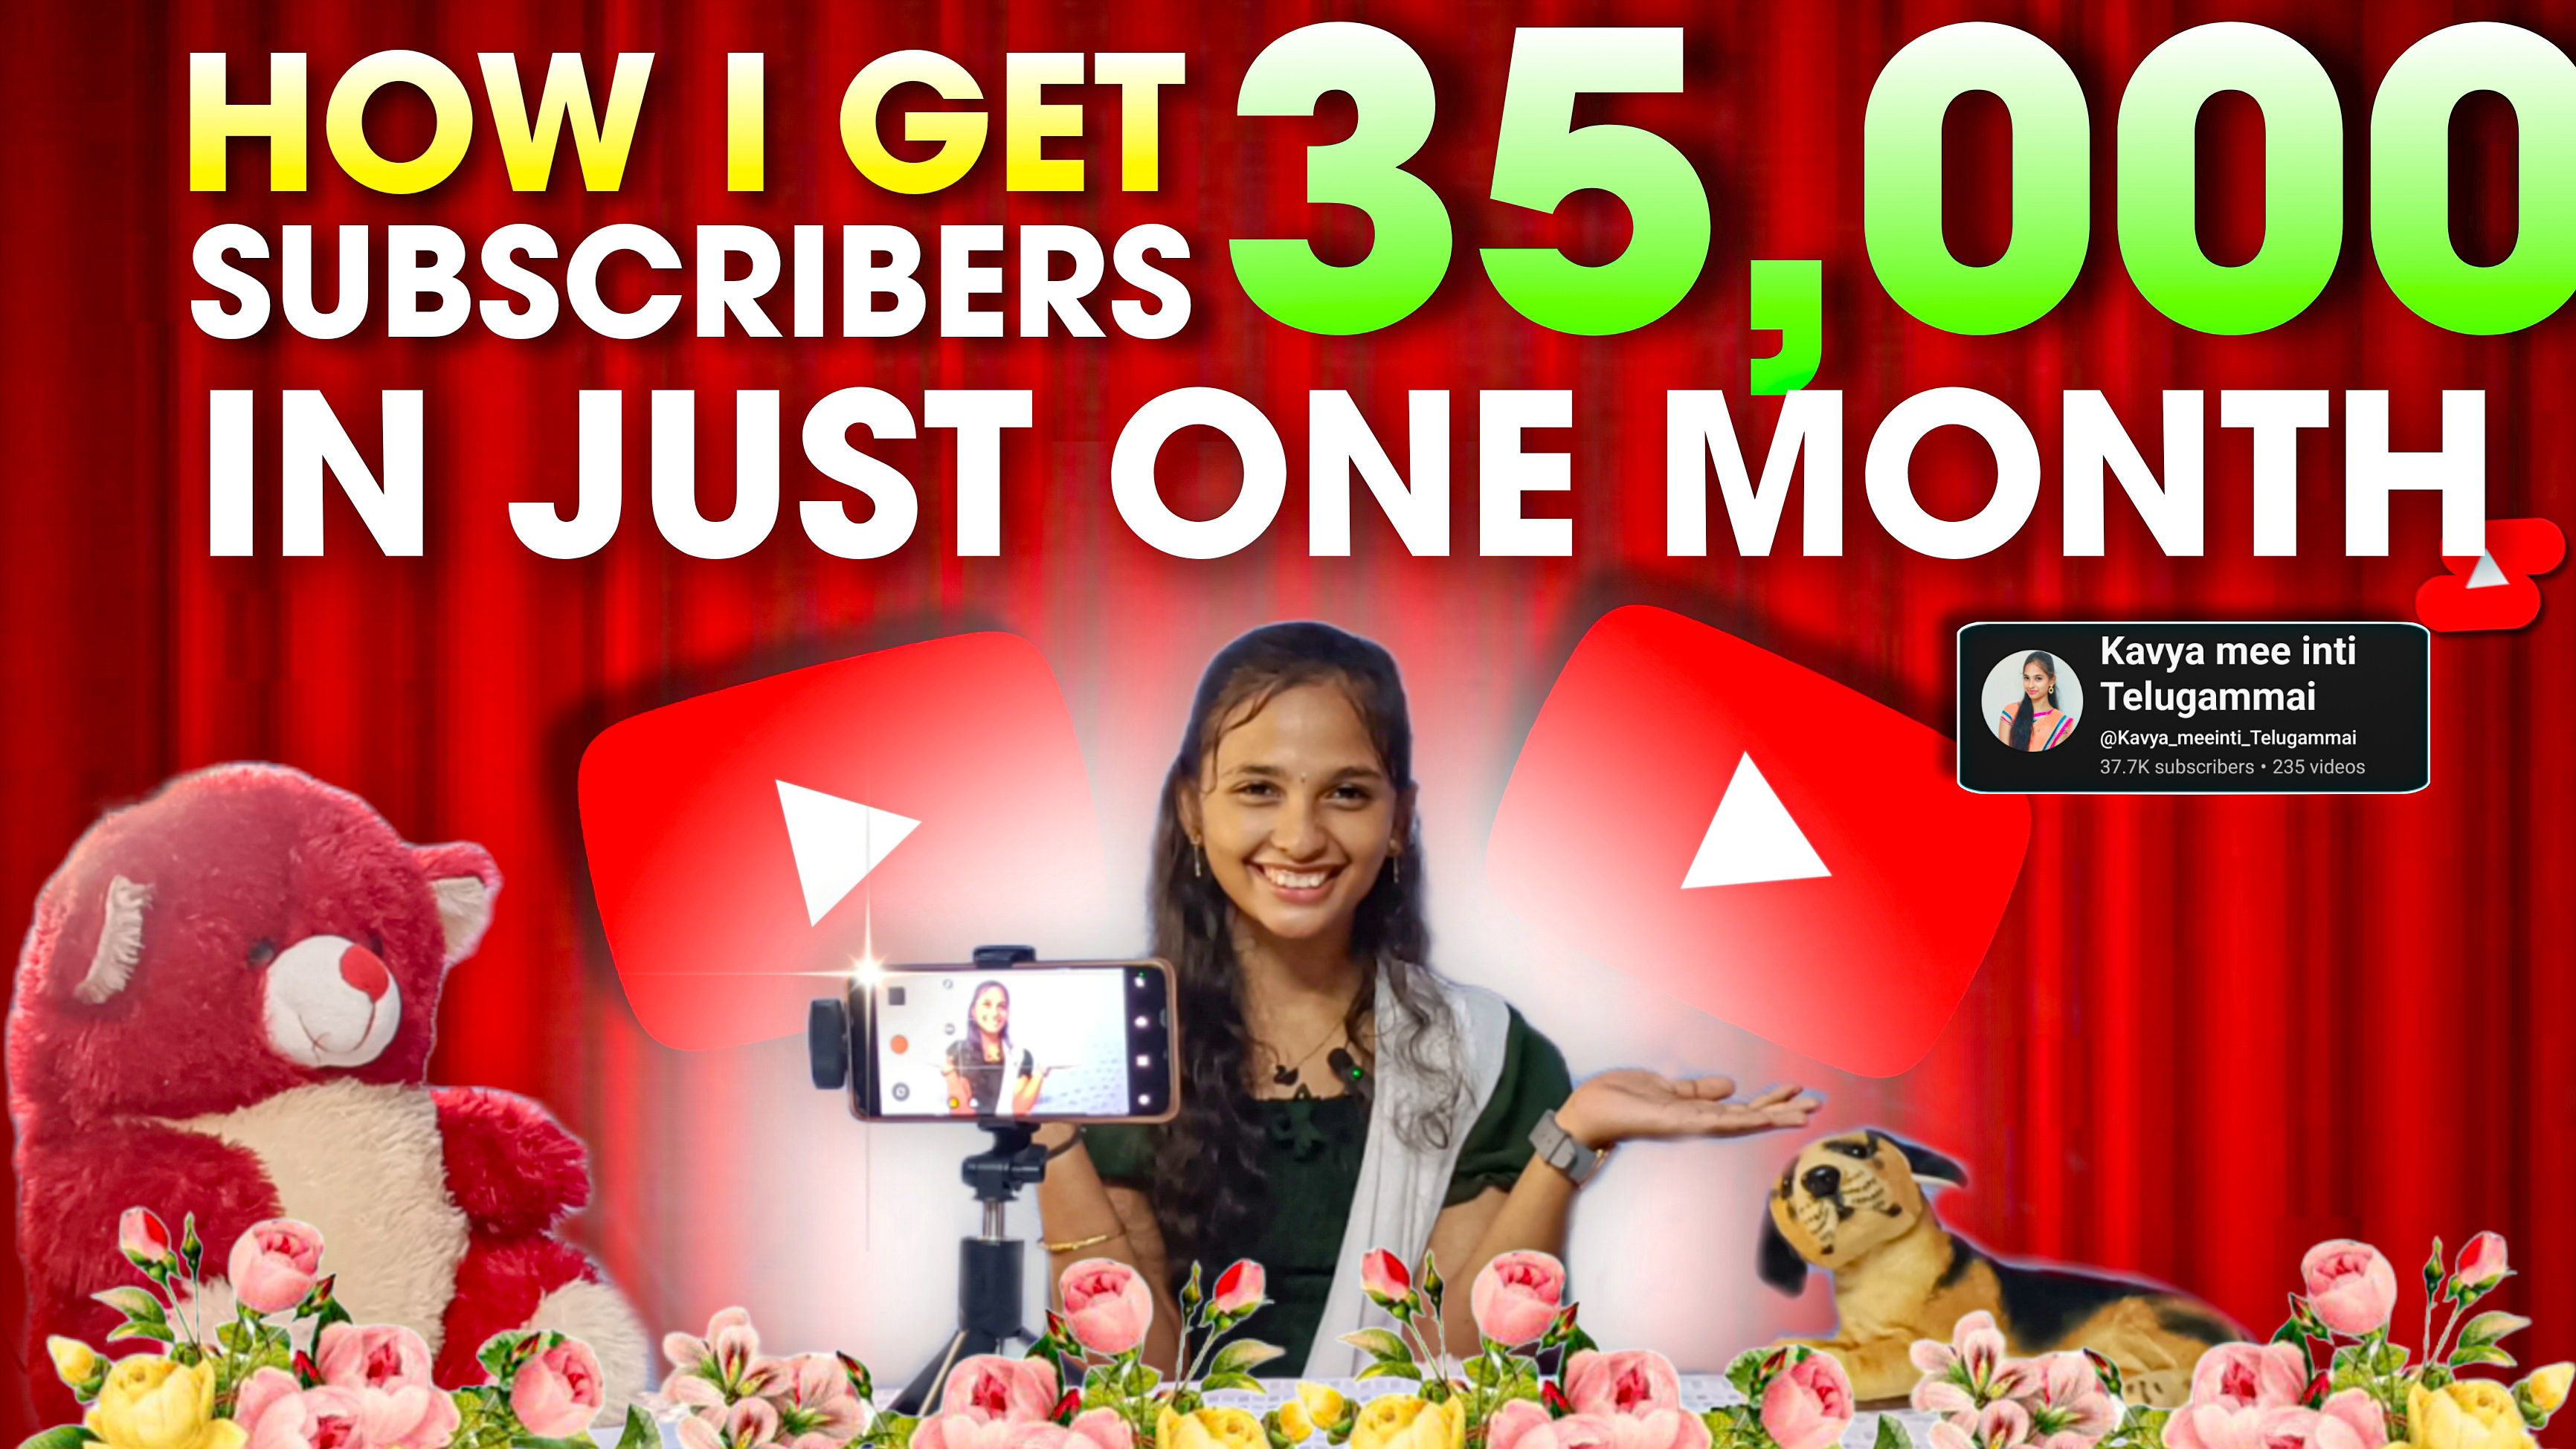 HOW I GET 35,000
SUBSCRIBERS
IN JUST ONE MONTH
Kavya mee inti
Telugammai
@Kavya_meeinti_Telugammai
37.7K subscribers • 235 videos